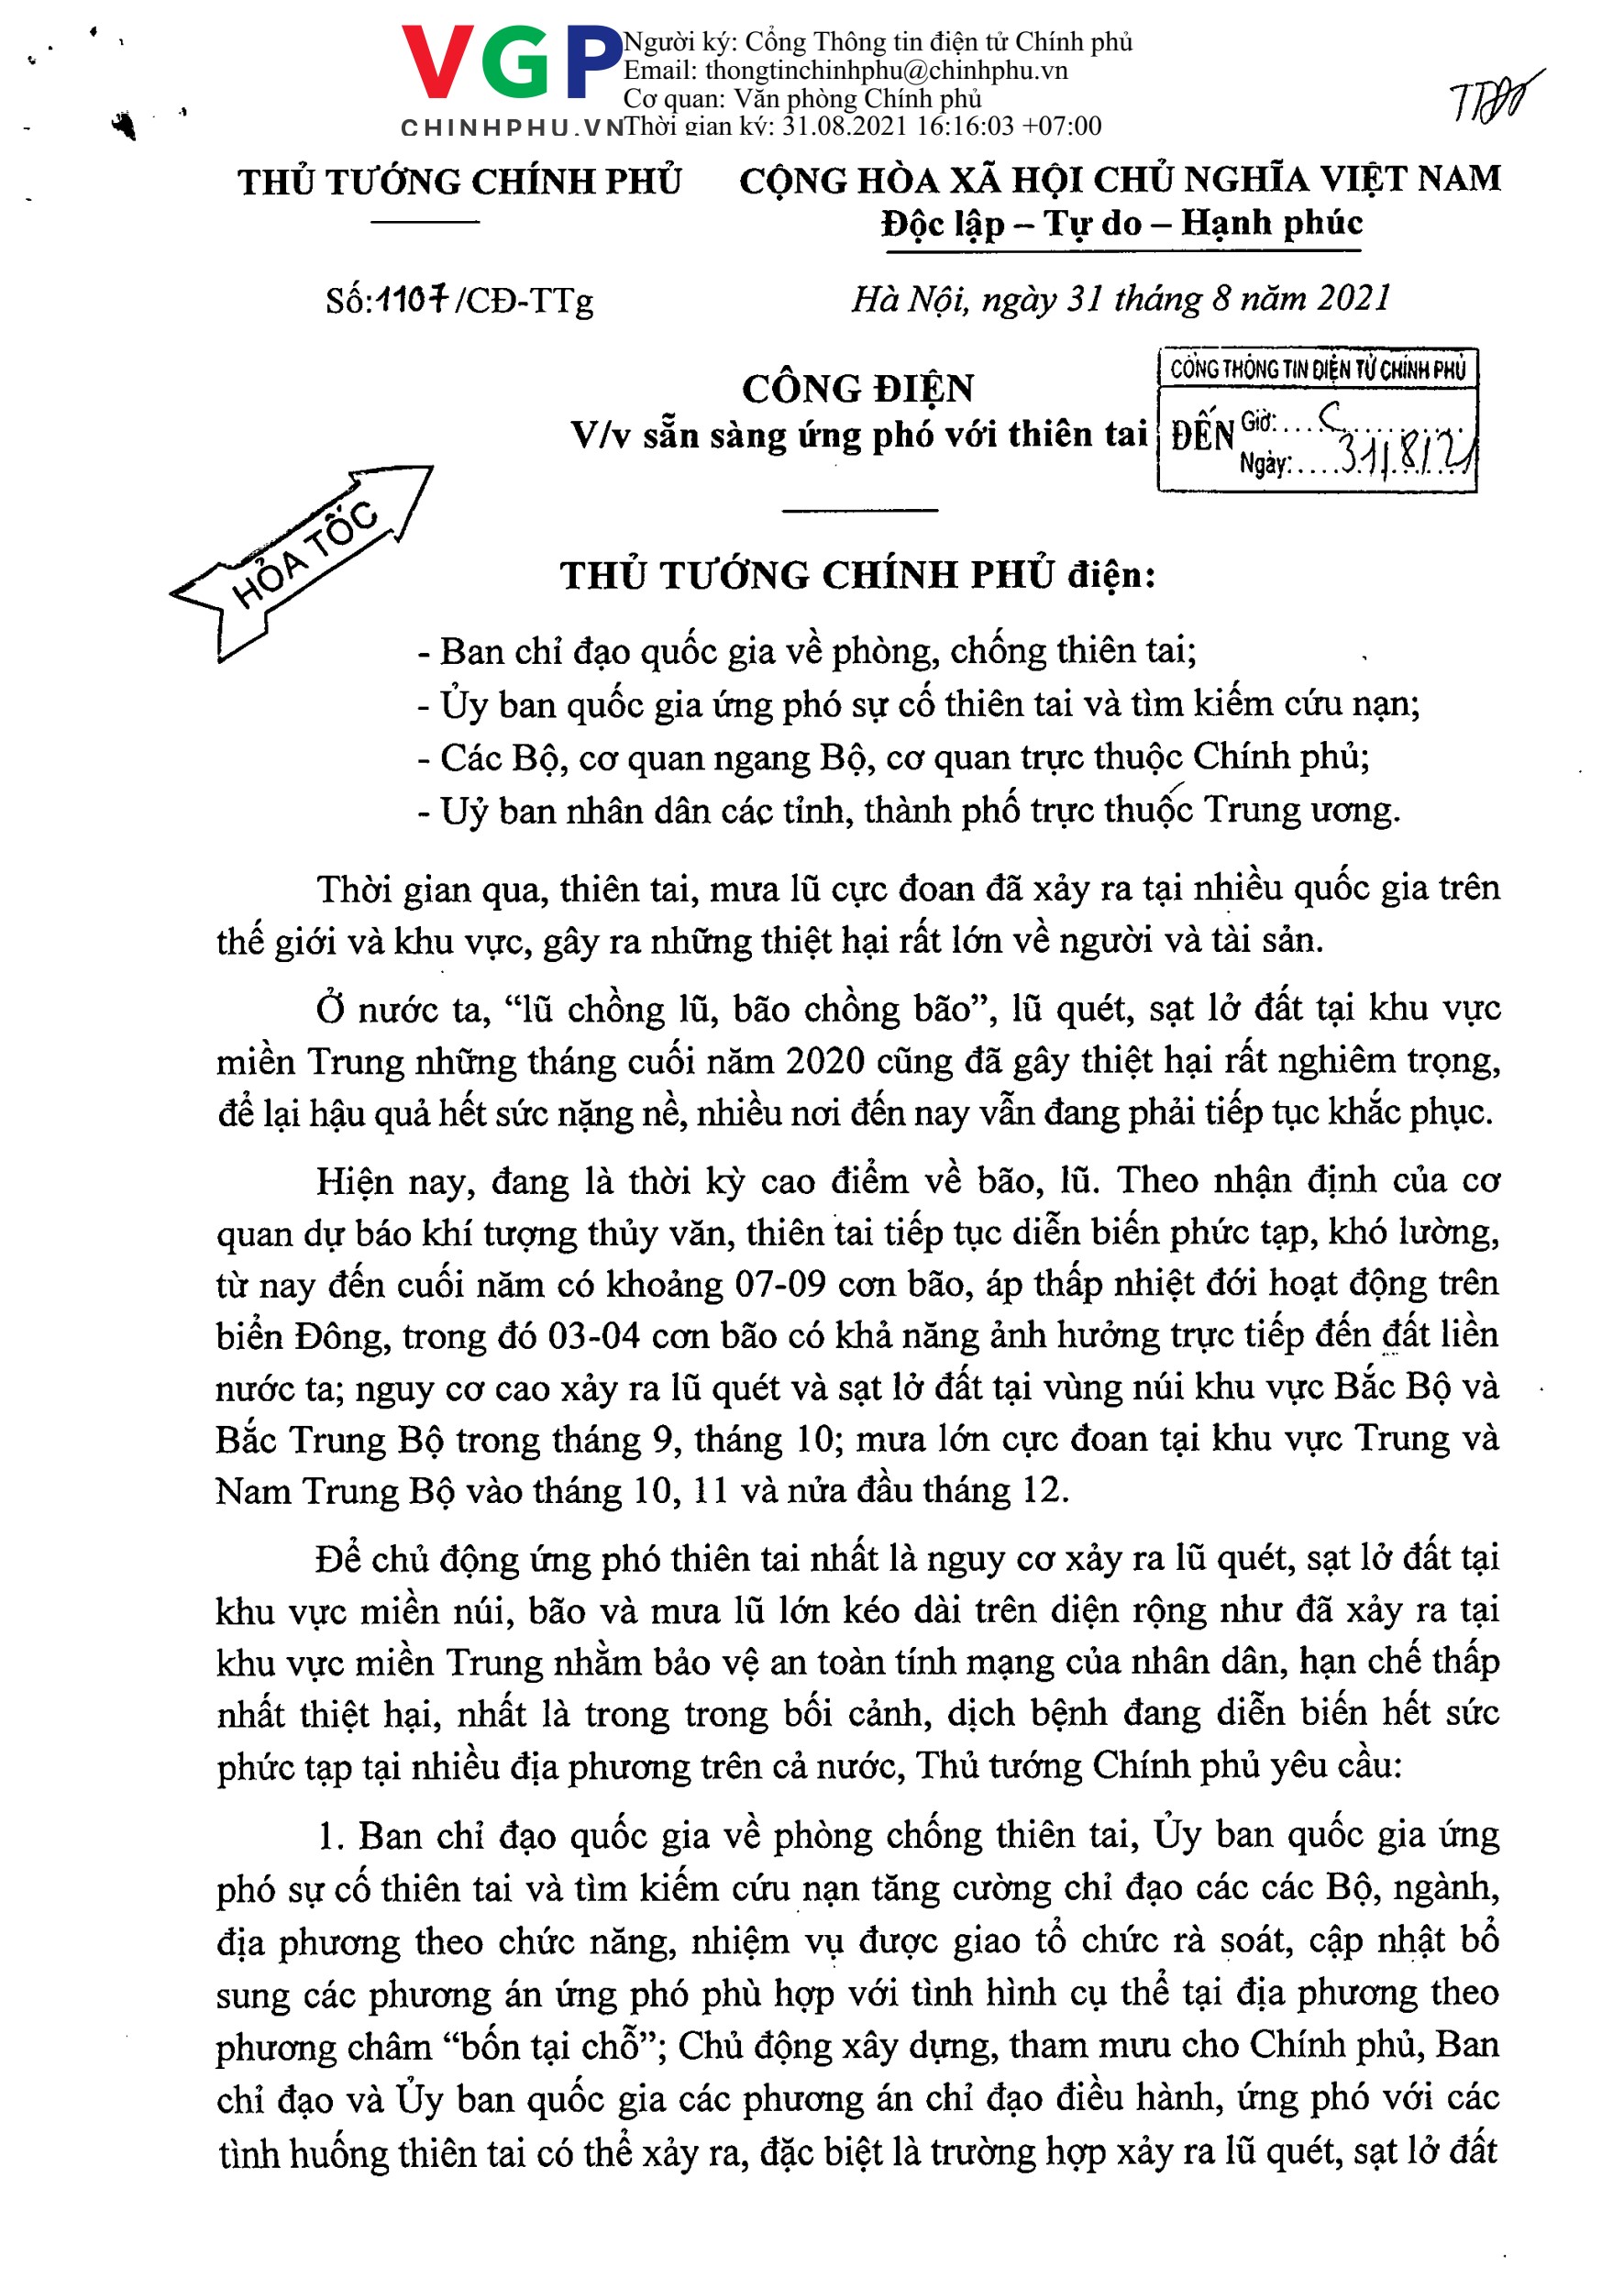 VGP
CHINHPHU.VN
Người ký: Cổng Thông tin điện tử Chính phủ
Email: thongtinchinhphu@chinhphu.vn
Cơ quan: Văn phòng Chính phủ
Thời gian ký: 31.08.2021 16:16:03 +07:00
THỦ TƯỚNG CHÍNH PHỦ
CỘNG HÒA XÃ HỘI CHỦ NGHĨA VIỆT NAM
Độc lập – Tự do – Hạnh phúc
Số:1107/CĐ-TTg
Hà Nội, ngày 31 tháng 8 năm 2021
CÔNG ĐIỆN
V/v sẵn sàng ứng phó với thiên tai
CỔNG THÔNG TIN ĐIỆN TỬ CHÍNH PHỦ
ĐẾN Giờ:....C..........
Ngày:....31/8/21
HỎA TỐC
THỦ TƯỚNG CHÍNH PHỦ điện:
- Ban chỉ đạo quốc gia về phòng, chống thiên tai;
- Ủy ban quốc gia ứng phó sự cố thiên tai và tìm kiếm cứu nạn;
- Các Bộ, cơ quan ngang Bộ, cơ quan trực thuộc Chính phủ;
- Uỷ ban nhân dân các tỉnh, thành phố trực thuộc Trung ương.
Thời gian qua, thiên tai, mưa lũ cực đoan đã xảy ra tại nhiều quốc gia trên
thế giới và khu vực, gây ra những thiệt hại rất lớn về người và tài sản.
Ở nước ta, “lũ chồng lũ, bão chồng bão”, lũ quét, sạt lở đất tại khu vực
miền Trung những tháng cuối năm 2020 cũng đã gây thiệt hại rất nghiêm trọng,
để lại hậu quả hết sức nặng nề, nhiều nơi đến nay vẫn đang phải tiếp tục khắc phục.
Hiện nay, đang là thời kỳ cao điểm về bão, lũ. Theo nhận định của cơ
quan dự báo khí tượng thủy văn, thiên tai tiếp tục diễn biến phức tạp, khó lường,
từ nay đến cuối năm có khoảng 07-09 cơn bão, áp thấp nhiệt đới hoạt động trên
biển Đông, trong đó 03-04 cơn bão có khả năng ảnh hưởng trực tiếp đến đất liền
nước ta; nguy cơ cao xảy ra lũ quét và sạt lở đất tại vùng núi khu vực Bắc Bộ và
Bắc Trung Bộ trong tháng 9, tháng 10; mưa lớn cực đoan tại khu vực Trung và
Nam Trung Bộ vào tháng 10, 11 và nửa đầu tháng 12.
Để chủ động ứng phó thiên tai nhất là nguy cơ xảy ra lũ quét, sạt lở đất tại
khu vực miền núi, bão và mưa lũ lớn kéo dài trên diện rộng như đã xảy ra tại
khu vực miền Trung nhằm bảo vệ an toàn tính mạng của nhân dân, hạn chế thấp
nhất thiệt hại, nhất là trong trong bối cảnh, dịch bệnh đang diễn biến hết sức
phức tạp tại nhiều địa phương trên cả nước, Thủ tướng Chính phủ yêu cầu:
1. Ban chỉ đạo quốc gia về phòng chống thiên tai, Ủy ban quốc gia ứng
phó sự cố thiên tai và tìm kiếm cứu nạn tăng cường chỉ đạo các các Bộ, ngành,
địa phương theo chức năng, nhiệm vụ được giao tổ chức rà soát, cập nhật bổ
sung các phương án ứng phó phù hợp với tình hình cụ thể tại địa phương theo
phương châm “bốn tại chỗ”; Chủ động xây dựng, tham mưu cho Chính phủ, Ban
chỉ đạo và Ủy ban quốc gia các phương án chỉ đạo điều hành, ứng phó với các
tình huống thiên tai có thể xảy ra, đặc biệt là trường hợp xảy ra lũ quét, sạt lở đất